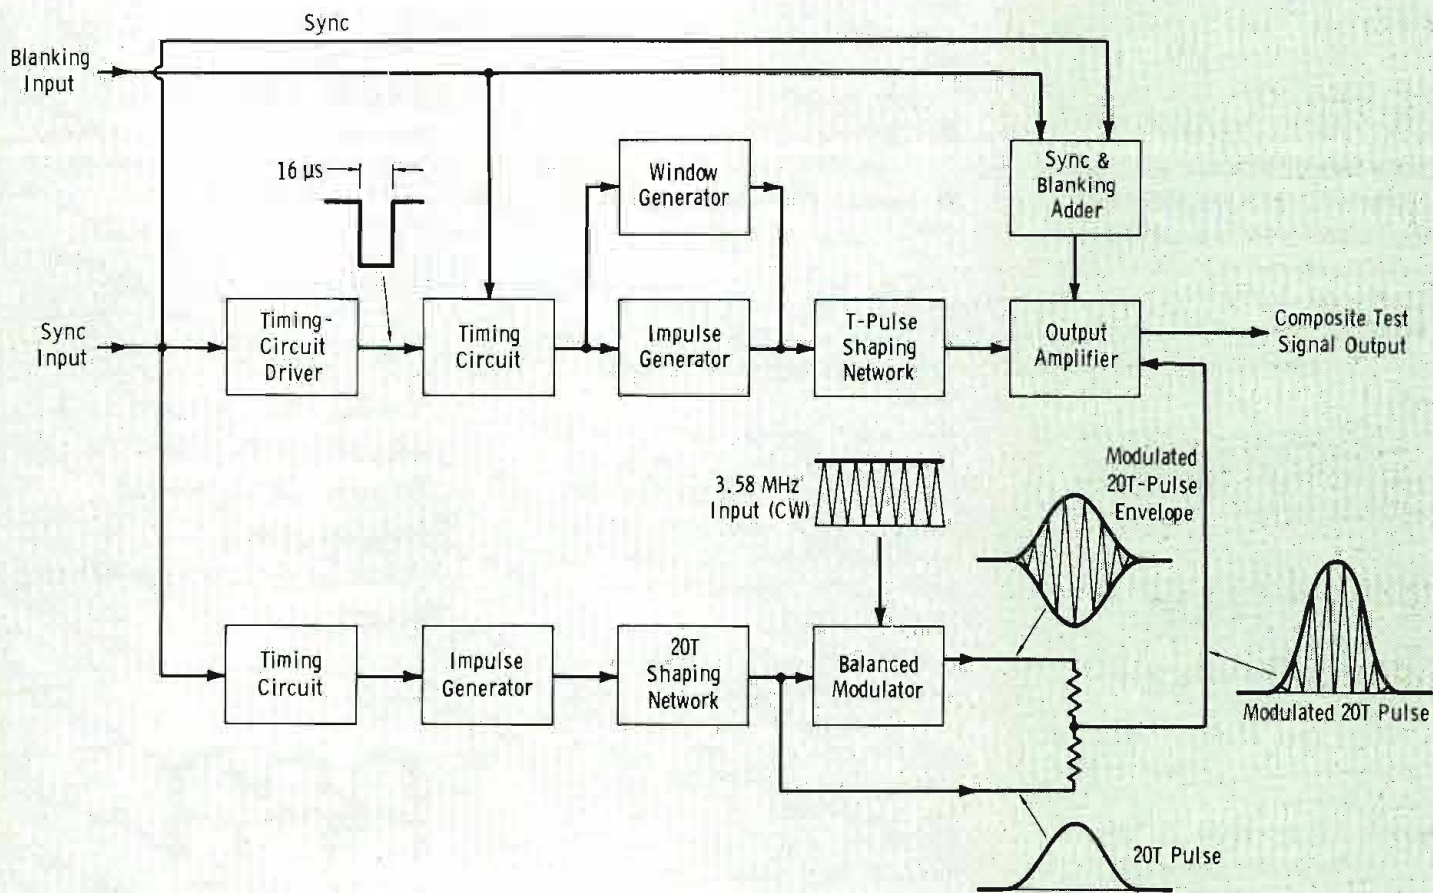 Sync
Blanking
Input
16 μs
Window
Generator
Sync &
Blanking
Adder
Sync
Input
Timing-
Circuit
Driver
Timing
Circuit
Impulse
Generator
T-Pulse
Shaping
Network
Output
Amplifier
Composite Test
Signal Output
3.58 MHz
Input (CW)
Modulated
20T-Pulse
Envelope
Timing
Circuit
Impulse
Generator
20T
Shaping
Network
Balanced
Modulator
Modulated 20T Pulse
20T Pulse